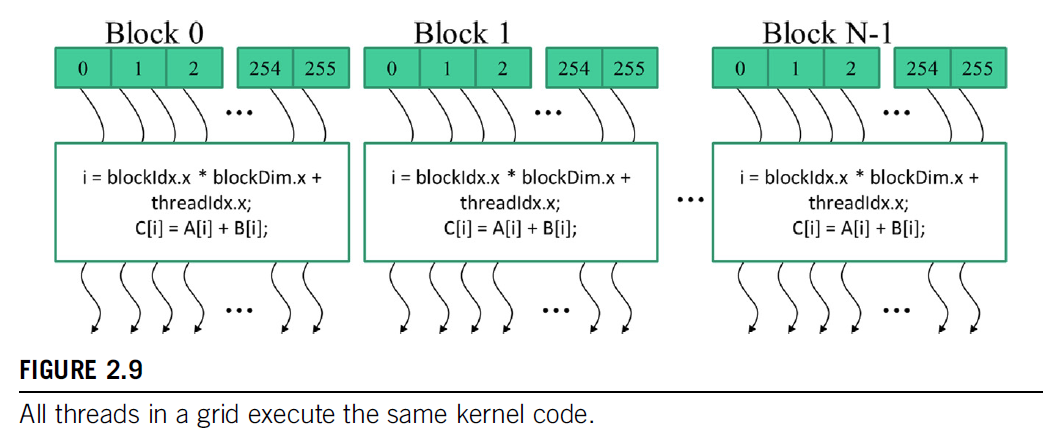 Block 0
0 1 2 254 255
...
i = blockIdx.x * blockDim.x +
threadIdx.x;
C[i] = A[i] + B[i];
...
Block 1
0 1 2 254 255
...
i = blockIdx.x * blockDim.x +
threadIdx.x;
C[i] = A[i] + B[i];
...
...
Block N-1
0 1 2 254 255
...
i = blockIdx.x * blockDim.x +
threadIdx.x;
C[i] = A[i] + B[i];
...
FIGURE 2.9
All threads in a grid execute the same kernel code.